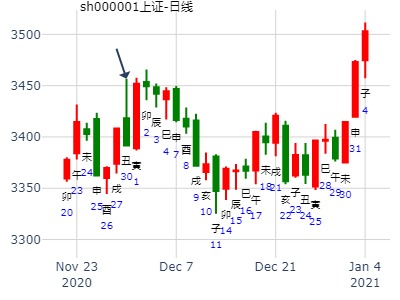 sh000001上证-日线
3500
3450
3400
3350
3300
卯
20
午
23
未
24
申
25
酉
26
戌
27
丑
30
寅
1
卯
2
辰
3
巳
4
申
7
酉
8
戌
9
亥
10
子
11
卯
14
辰
15
巳
16
午
17
未
18
戌
21
亥
22
子
23
丑
24
寅
25
巳
28
午
29
未
30
申
31
子
4
Nov 23
2020
Dec 7
Dec 21
Jan 4
2021